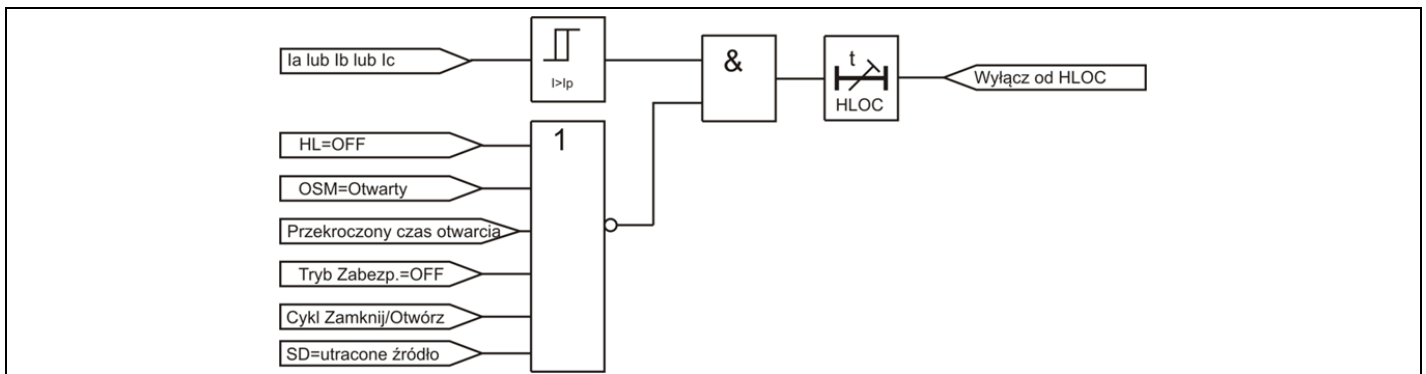 Ia lub Ib lub Ic
I>Ip
&
t
HLOC
Wyłącz od HLOC
1
HL=OFF
OSM=Otwarty
Przekroczony czas otwarcia
Tryb Zabezp.=OFF
Cykl Zamknij/Otwórz
SD=utracone źródło